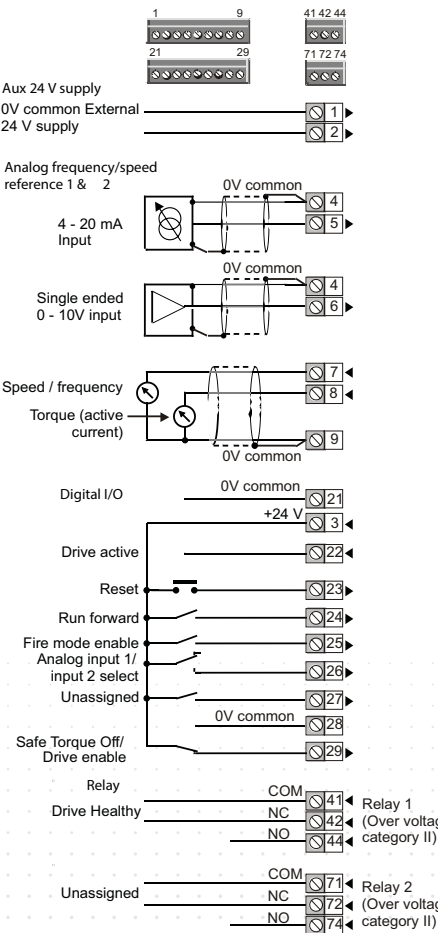 1 9 41 42 44
21 29 71 72 74
Aux 24 V supply
0V common External
24 V supply
1
2
Analog frequency/speed
reference 1 & 2
0V common
4
4 - 20 mA
Input
5
0V common
4
Single ended
0 - 10V input
6
7
Speed / frequency
8
Torque (active
current)
9
0V common
Digital I/O
0V common
21
+24 V
3
Drive active
22
Reset
23
Run forward
24
Fire mode enable
25
Analog input 1/
input 2 select
26
Unassigned
27
0V common
28
Safe Torque Off/
Drive enable
29
Relay
COM
41
Relay 1
Drive Healthy
NC
42
(Over voltag
NO
44
category II)
COM
71
Relay 2
Unassigned
NC
72
(Over voltag
NO
74
category II)